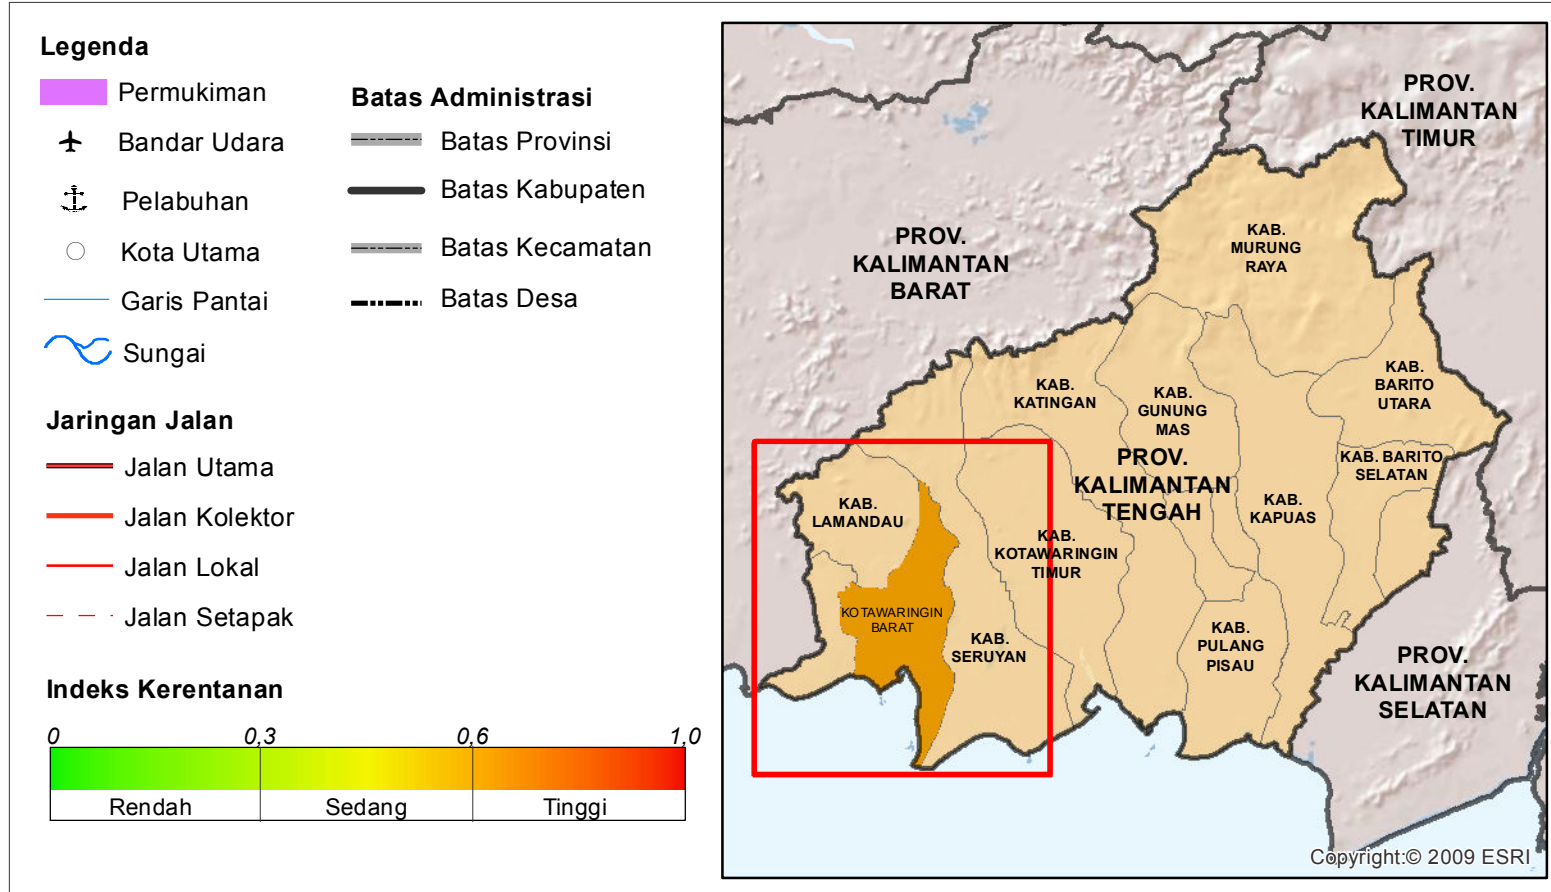 Legenda
Permukiman
Bandar Udara
Pelabuhan
Kota Utama
Garis Pantai
Sungai
Batas Administrasi
Batas Provinsi
Batas Kabupaten
Batas Kecamatan
Batas Desa
Jaringan Jalan
Jalan Utama
Jalan Kolektor
Jalan Lokal
Jalan Setapak
Indeks Kerentanan
0 0,3 0,6 1,0
Rendah Sedang Tinggi
PROV.
KALIMANTAN
TIMUR
PROV.
KALIMANTAN
BARAT
KAB.
MURUNG
RAYA
KAB.
BARITO
UTARA
KAB.
KATINGAN
KAB.
GUNUNG
MAS
PROV.
KALIMANTAN
TENGAH
KAB. BARITO
SELATAN
KAB.
LAMANDAU
KAB.
KAPUAS
KAB.
KOTAWARINGIN
TIMUR
KOTAWARINGIN
BARAT
KAB.
SERUYAN
KAB.
PULANG
PISAU
PROV.
KALIMANTAN
SELATAN
Copyright:© 2009 ESRI